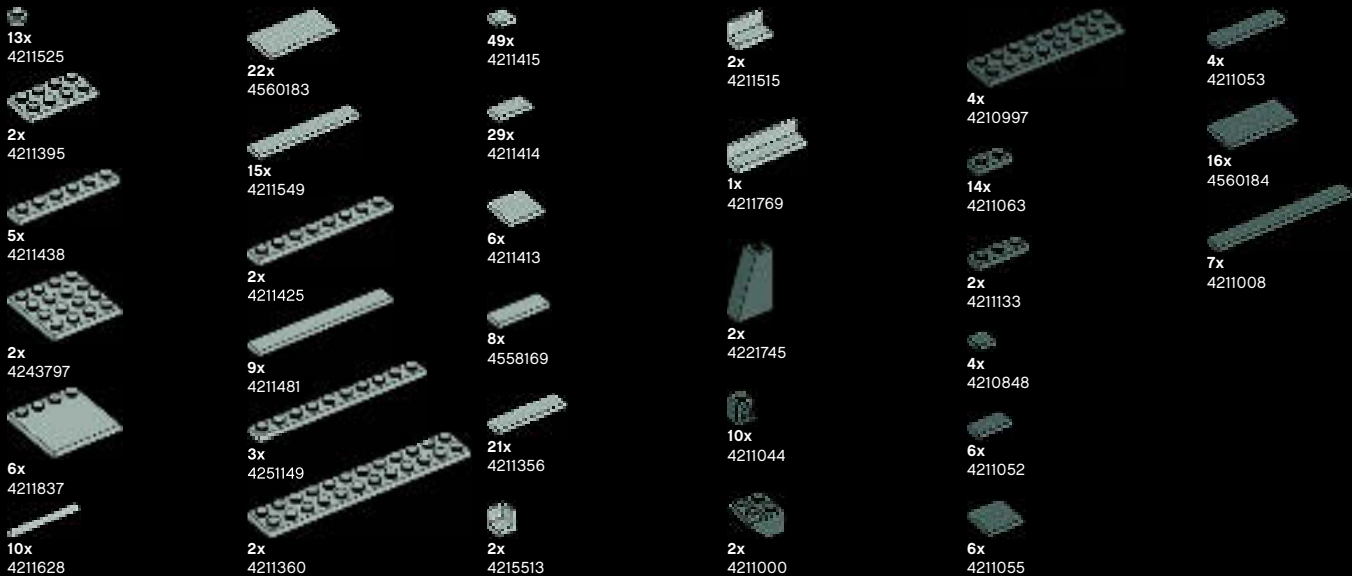 13x
4211525
2x
4211395
5x
4211438
2x
4243797
6x
4211837
10x
4211628
22x
4560183
15x
4211549
2x
4211425
9x
4211481
3x
4251149
2x
4211360
49x
4211415
29x
4211414
6x
4211413
8x
4558169
21x
4211356
2x
4215513
2x
4211515
1x
4211769
2x
4221745
10x
4211044
2x
4211000
4x
4210997
14x
4211063
2x
4211133
4x
4210848
6x
4211052
6x
4211055
4x
4211053
16x
4560184
7x
4211008